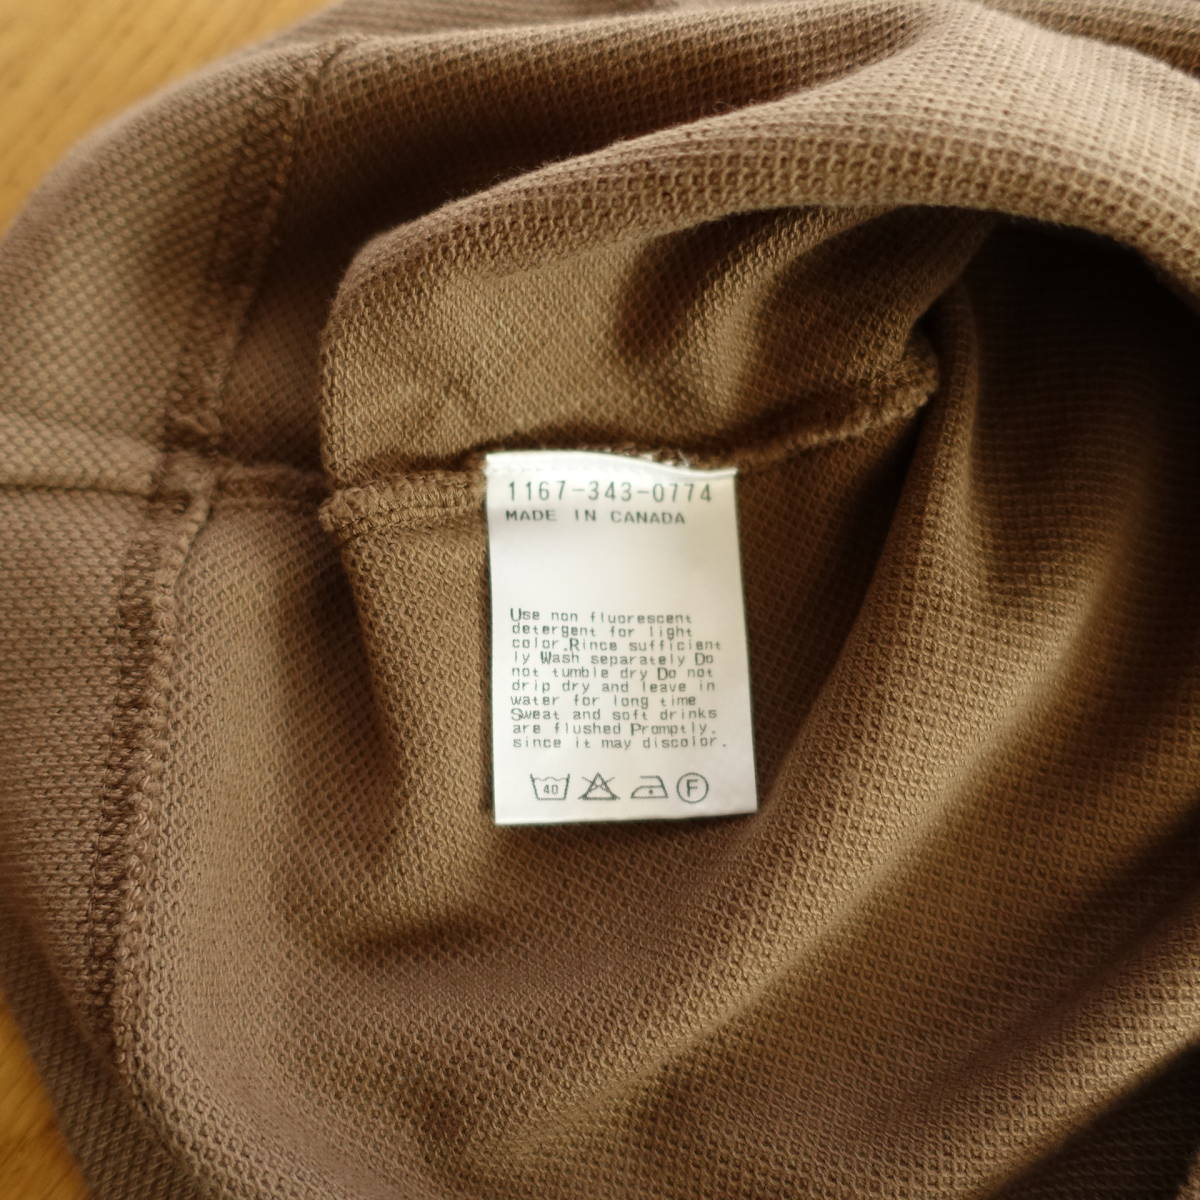 1167-343-0774
MADE IN CANADA
Use non fluorescent
detergent for light
color.Rince sufficient
ly Wash separately Do
not tumble dry Do not
drip dry and leave in
water for long time
Sweat and soft drinks
are flushed Promptly.
since it may discolor.
40 F